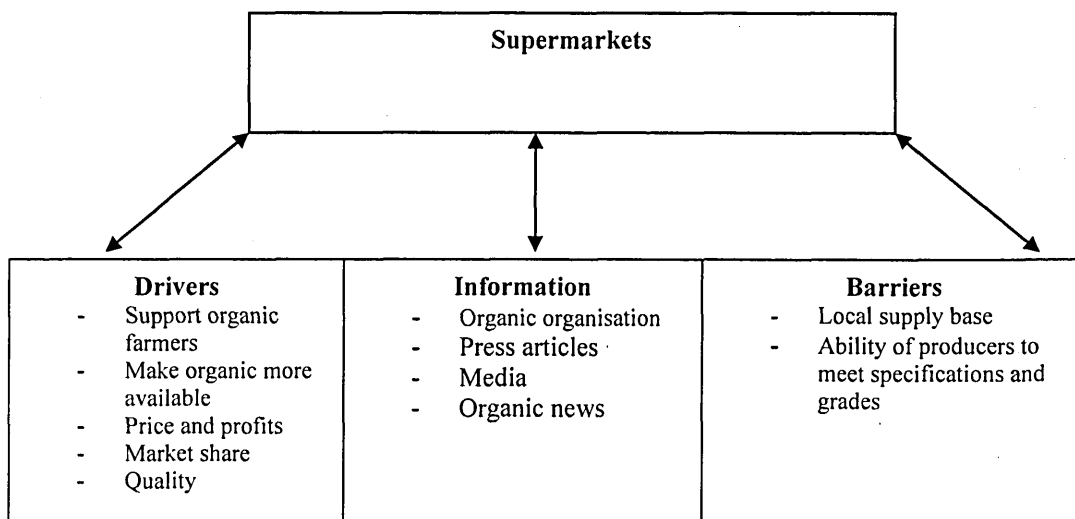 Supermarkets
Drivers
- Support organic
farmers
- Make organic more
available
- Price and profits
- Market share
- Quality
Information
- Organic organisation
- Press articles
- Media
- Organic news
Barriers
- Local supply base
- Ability of producers to
meet specifications and
grades